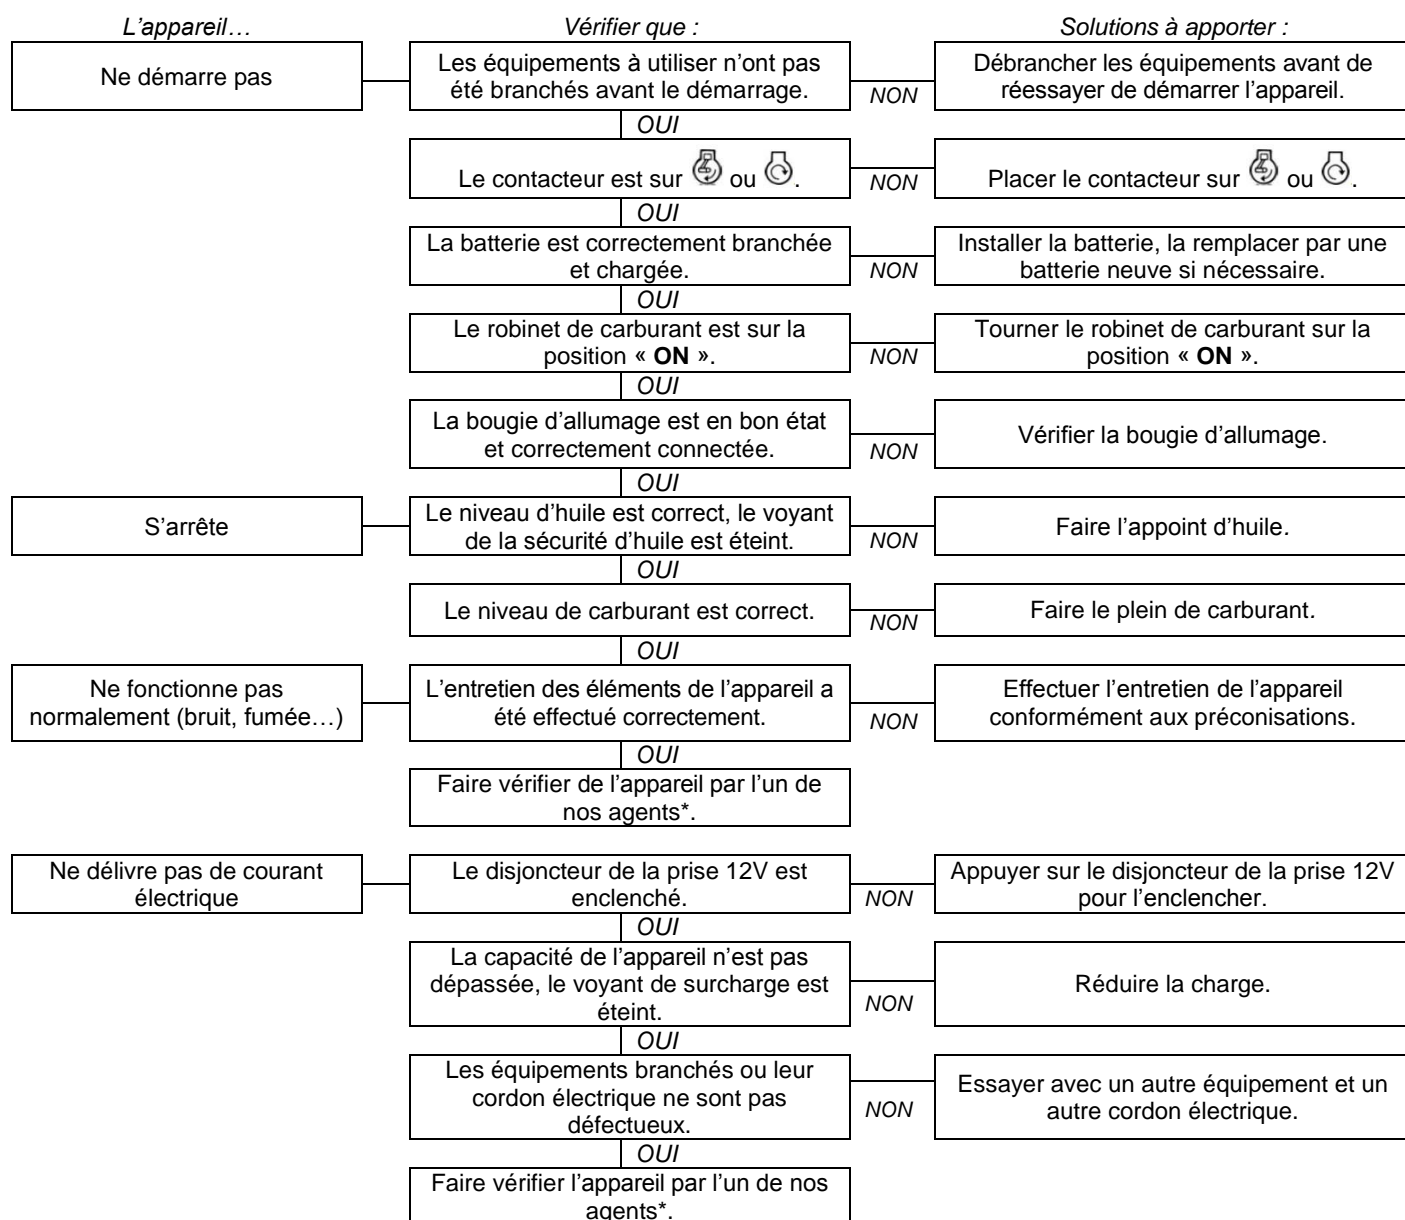 L’appareil…
Vérifier que :
Solutions à apporter :
Ne démarre pas
Les équipements à utiliser n’ont pas
été branchés avant le démarrage.
NON
Débrancher les équipements avant de
réessayer de démarrer l’appareil.
OUI
Le contacteur est sur ou .
NON
Placer le contacteur sur ou .
OUI
La batterie est correctement branchée
et chargée.
NON
Installer la batterie, la remplacer par une
batterie neuve si nécessaire.
OUI
Le robinet de carburant est sur la
position « ON ».
NON
Tourner le robinet de carburant sur la
position « ON ».
OUI
La bougie d’allumage est en bon état
et correctement connectée.
NON
Vérifier la bougie d’allumage.
OUI
S’arrête
Le niveau d’huile est correct, le voyant
de la sécurité d’huile est éteint.
NON
Faire l’appoint d’huile.
OUI
Le niveau de carburant est correct.
NON
Faire le plein de carburant.
OUI
Ne fonctionne pas
normalement (bruit, fumée…)
L’entretien des éléments de l’appareil a
été effectué correctement.
NON
Effectuer l’entretien de l’appareil
conformément aux préconisations.
OUI
Faire vérifier de l’appareil par l’un de
nos agents*.
Ne délivre pas de courant
électrique
Le disjoncteur de la prise 12V est
enclenché.
NON
Appuyer sur le disjoncteur de la prise 12V
pour l’enclencher.
OUI
La capacité de l’appareil n’est pas
dépassée, le voyant de surcharge est
éteint.
NON
Réduire la charge.
OUI
Les équipements branchés ou leur
cordon électrique ne sont pas
défectueux.
NON
Essayer avec un autre équipement et un
autre cordon électrique.
OUI
Faire vérifier l’appareil par l’un de nos
agents*.